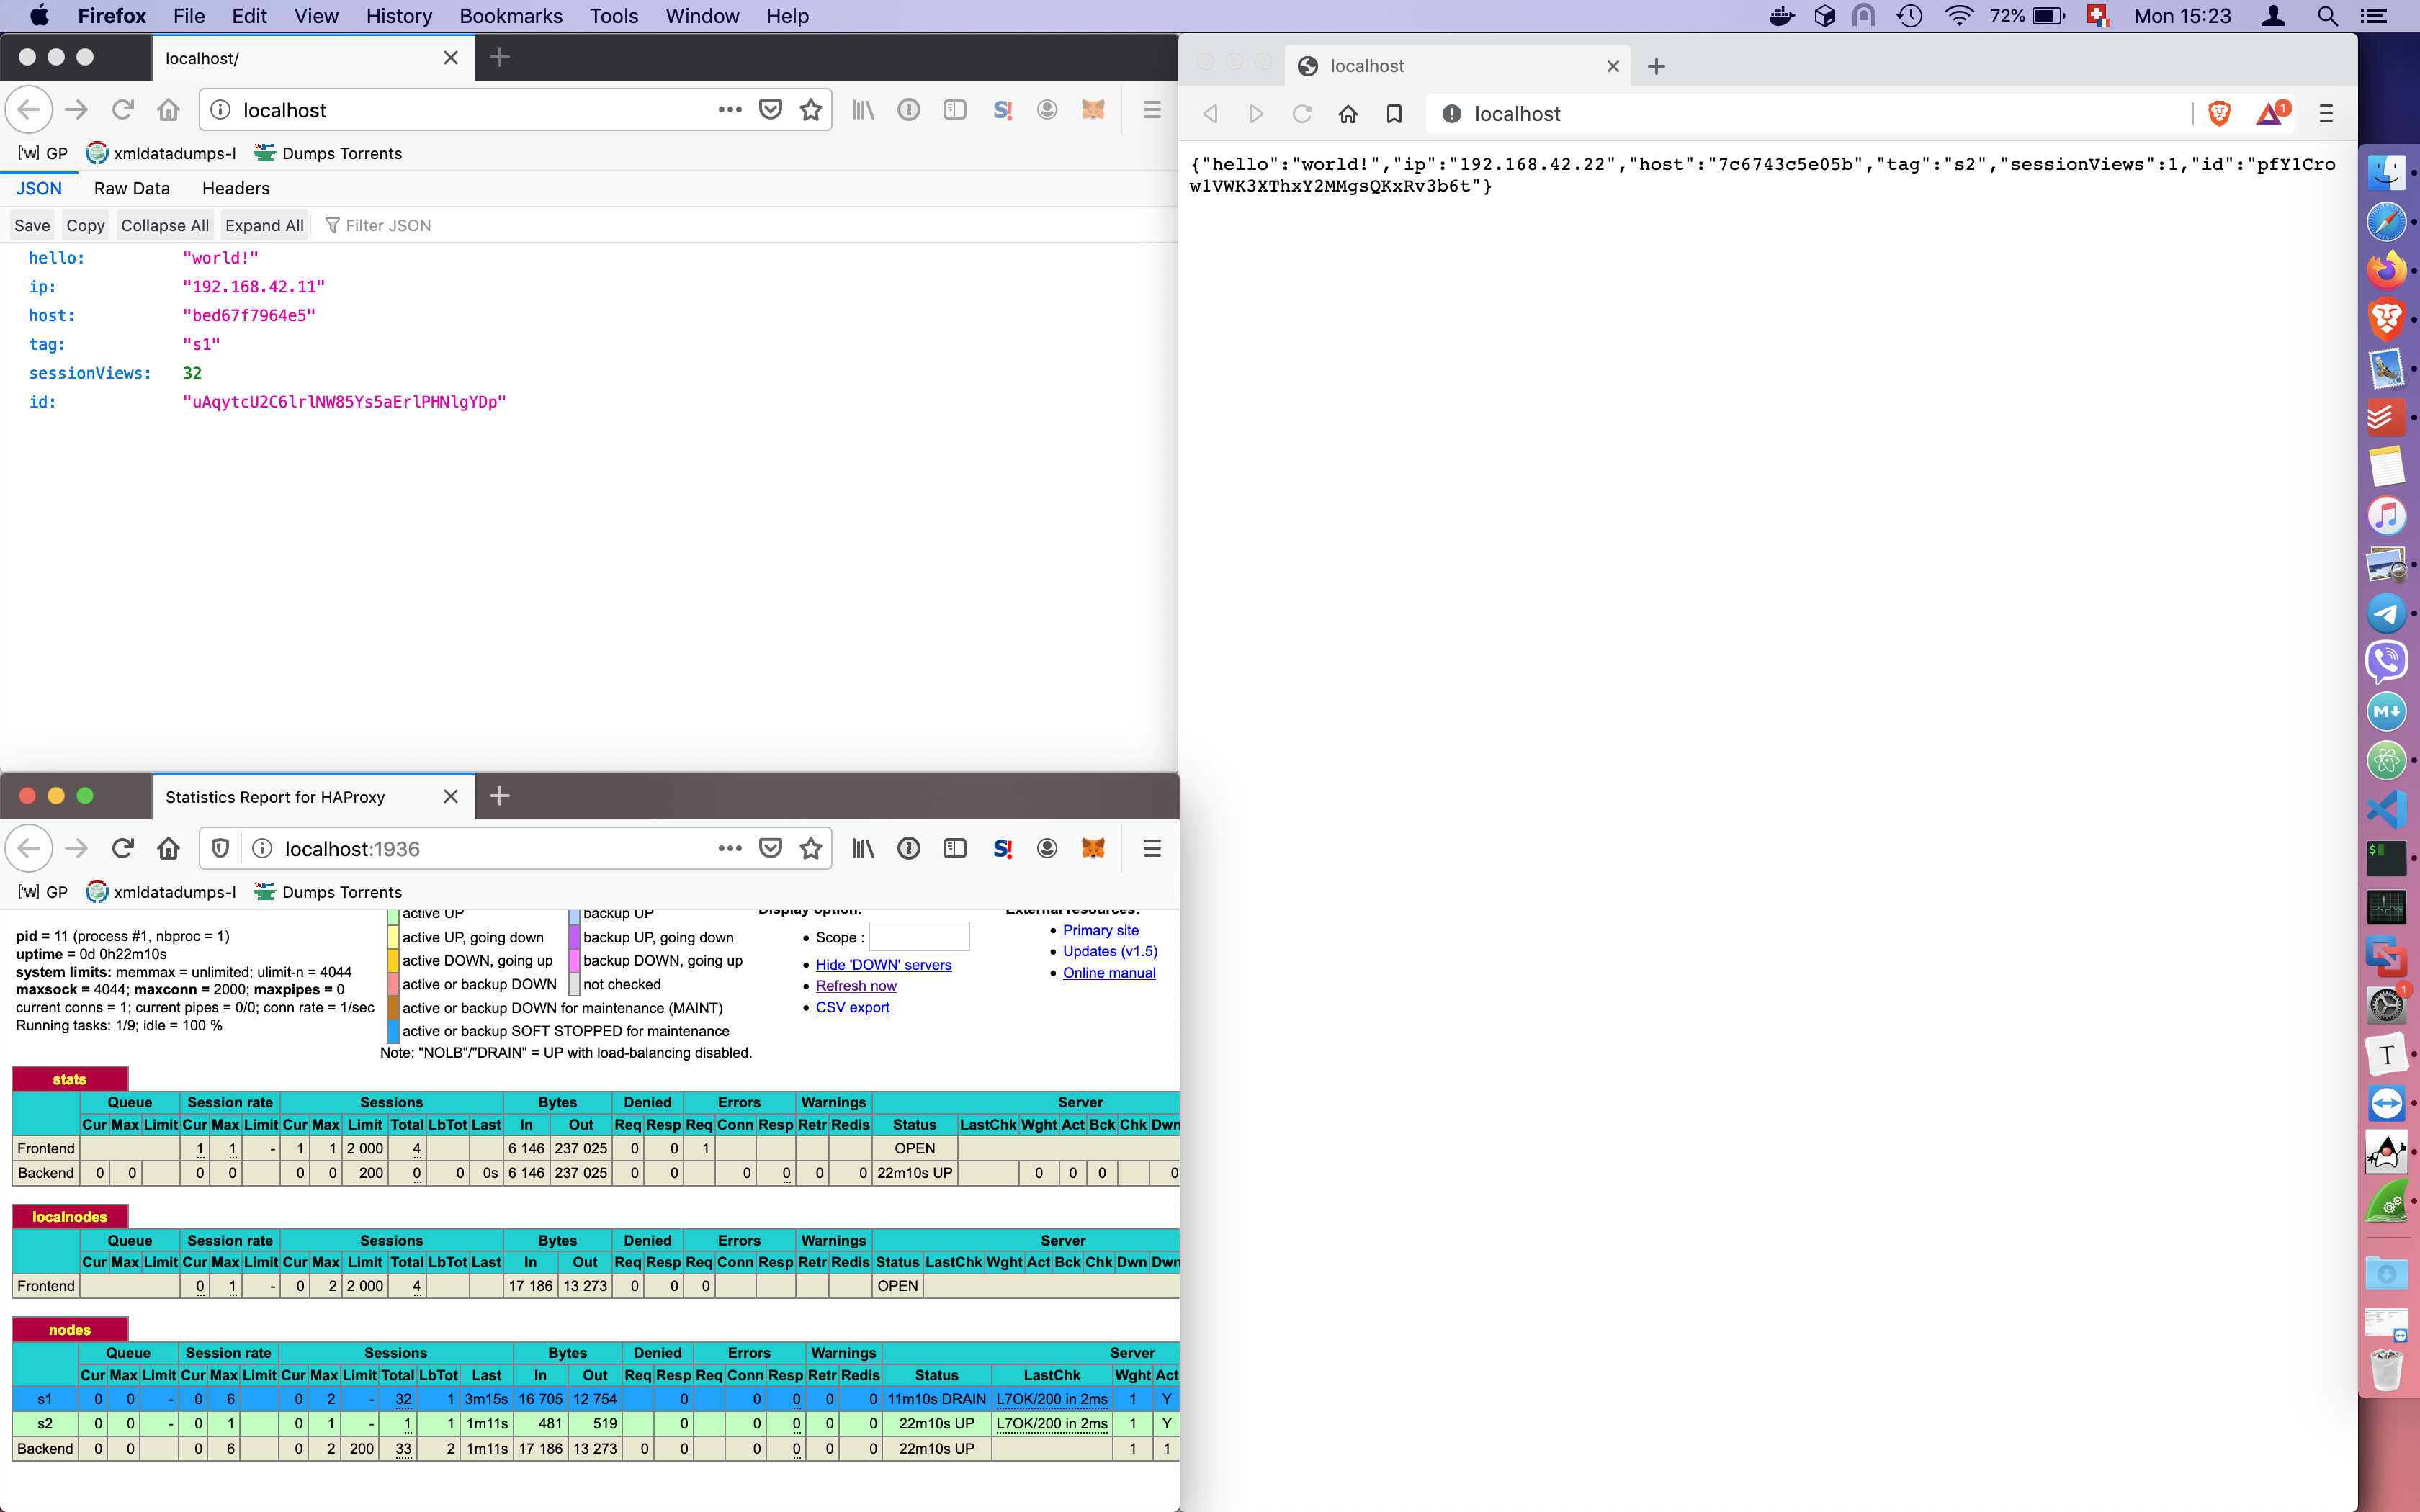 Firefox File Edit View History Bookmarks Tools Window Help 72% Mon 15:23
localhost/
localhost
['W] GP xmldatadumps-l Dumps Torrents
JSON Raw Data Headers
Save Copy Collapse All Expand All Filter JSON
hello: "world!"
ip: "192.168.42.11"
host: "bed67f7964e5"
tag: "s1"
sessionViews: 32
id: "uAqytcU2C6lrlNW85Ys5aErlPHNlgYDp"
localhost
localhost 1
{"hello":"world!","ip":"192.168.42.22","host":"7c6743c5e05b","tag":"s2","sessionViews":1,"id":"pfY1Cro
w1VWK3XThxY2MMgsQKxRv3b6t"}
Statistics Report for HAProxy
localhost:1936
['W] GP xmldatadumps-l Dumps Torrents
pid = 11 (process #1, nbproc = 1)
uptime = 0d 0h22m10s
system limits: memmax = unlimited; ulimit-n = 4044
maxsock = 4044; maxconn = 2000; maxpipes = 0
current conns = 1; current pipes = 0/0; conn rate = 1/sec
Running tasks: 1/9; idle = 100 %
active UP backup UP
active UP, going down backup UP, going down
active DOWN, going up backup DOWN, going up
active or backup DOWN not checked
active or backup DOWN for maintenance (MAINT)
active or backup SOFT STOPPED for maintenance
Note: "NOLB"/"DRAIN" = UP with load-balancing disabled.
Display option:
Scope :
Hide 'DOWN' servers
Refresh now
CSV export
External resources:
Primary site
Updates (v1.5)
Online manual
stats
Queue Session rate Sessions Bytes Denied Errors Warnings Server
Cur Max Limit Cur Max Limit Cur Max Limit Total LbTot Last In Out Req Resp Req Conn Resp Retr Redis Status LastChk Wght Act Bck Chk Dwn
Frontend 1 1 - 1 1 2 000 4 6 146 237 025 0 0 1 OPEN
Backend 0 0 0 0 0 0 200 0 0 0s 6 146 237 025 0 0 0 0 0 0 22m10s UP 0 0 0 0
localnodes
Queue Session rate Sessions Bytes Denied Errors Warnings Server
Cur Max Limit Cur Max Limit Cur Max Limit Total LbTot Last In Out Req Resp Req Conn Resp Retr Redis Status LastChk Wght Act Bck Chk Dwn Dwn
Frontend 0 1 - 0 2 2 000 4 17 186 13 273 0 0 0 OPEN
nodes
Queue Session rate Sessions Bytes Denied Errors Warnings Server
Cur Max Limit Cur Max Limit Cur Max Limit Total LbTot Last In Out Req Resp Req Conn Resp Retr Redis Status LastChk Wght Act
s1 0 0 - 0 6 0 2 - 32 1 3m15s 16 705 12 754 0 0 0 0 0 11m10s DRAIN L7OK/200 in 2ms 1 Y
s2 0 0 - 0 1 0 1 - 1 1 1m11s 481 519 0 0 0 0 0 22m10s UP L7OK/200 in 2ms 1 Y
Backend 0 0 0 6 0 2 200 33 2 1m11s 17 186 13 273 0 0 0 0 0 0 22m10s UP 1 1